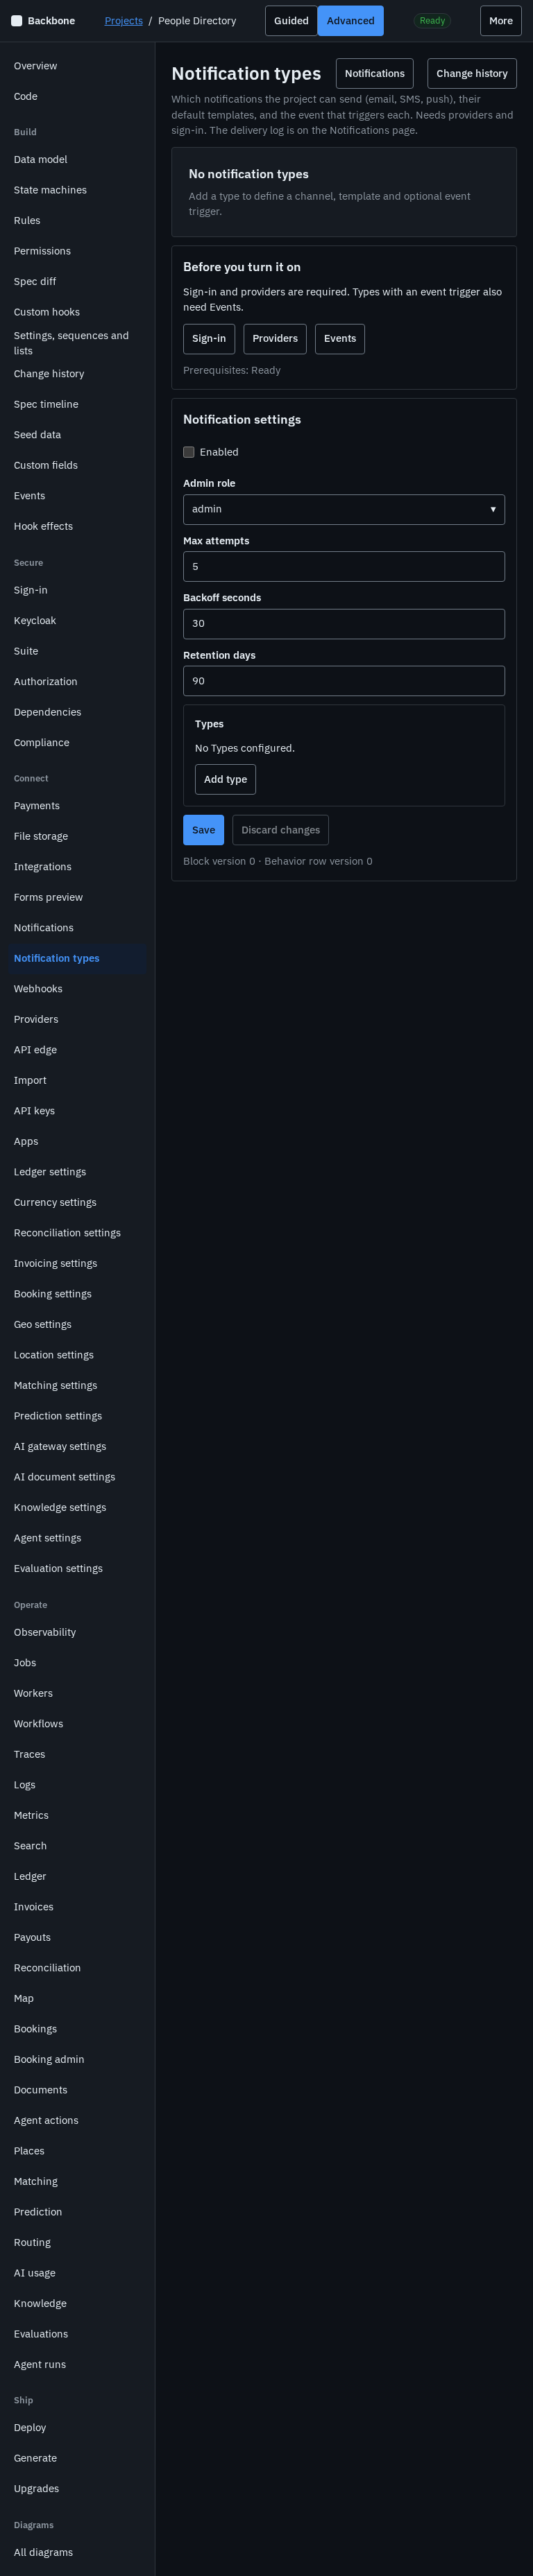 Backbone
Projects / People Directory
Guided
Advanced
Ready
More
Overview
Code
Build
Data model
State machines
Rules
Permissions
Spec diff
Custom hooks
Settings, sequences and
lists
Change history
Spec timeline
Seed data
Custom fields
Events
Hook effects
Secure
Sign-in
Keycloak
Suite
Authorization
Dependencies
Compliance
Connect
Payments
File storage
Integrations
Forms preview
Notifications
Notification types
Webhooks
Providers
API edge
Import
API keys
Apps
Ledger settings
Currency settings
Reconciliation settings
Invoicing settings
Booking settings
Geo settings
Location settings
Matching settings
Prediction settings
AI gateway settings
AI document settings
Knowledge settings
Agent settings
Evaluation settings
Operate
Observability
Jobs
Workers
Workflows
Traces
Logs
Metrics
Search
Ledger
Invoices
Payouts
Reconciliation
Map
Bookings
Booking admin
Documents
Agent actions
Places
Matching
Prediction
Routing
AI usage
Knowledge
Evaluations
Agent runs
Ship
Deploy
Generate
Upgrades
Diagrams
All diagrams
Notification types
Notifications
Change history
Which notifications the project can send (email, SMS, push), their
default templates, and the event that triggers each. Needs providers and
sign-in. The delivery log is on the Notifications page.
No notification types
Add a type to define a channel, template and optional event
trigger.
Before you turn it on
Sign-in and providers are required. Types with an event trigger also
need Events.
Sign-in
Providers
Events
Prerequisites: Ready
Notification settings
Enabled
Admin role
admin
Max attempts
5
Backoff seconds
30
Retention days
90
Types
No Types configured.
Add type
Save
Discard changes
Block version 0 · Behavior row version 0